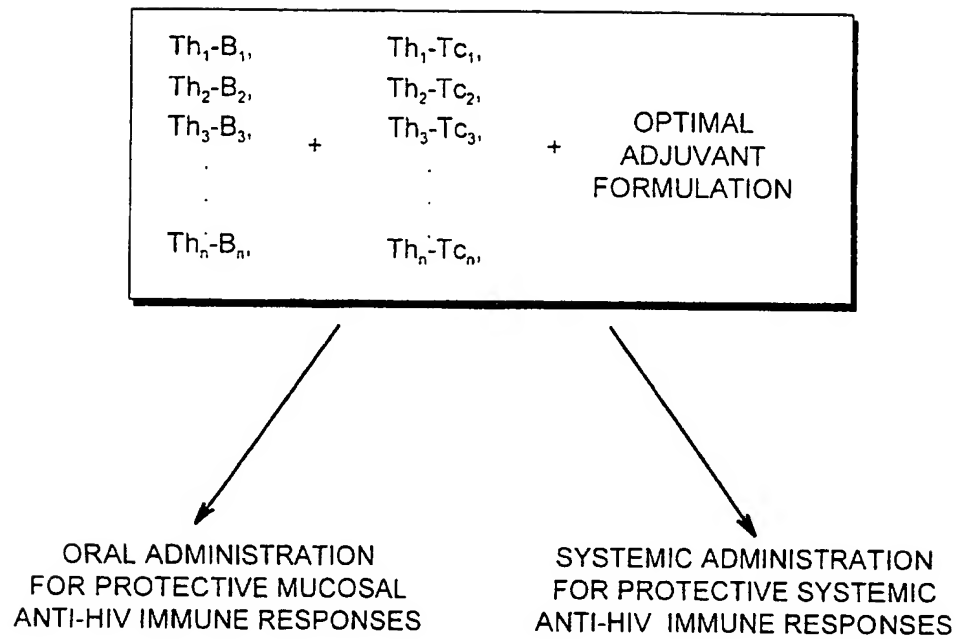 Th₁-B₁, Th₁-Tc₁,
Th₂-B₂, Th₂-Tc₂,
Th₃-B₃, + Th₃-Tc₃, + OPTIMAL
ADJUVANT
FORMULATION
.
.
Thₙ-Bₙ, Thₙ-Tcₙ,
ORAL ADMINISTRATION
FOR PROTECTIVE MUCOSAL
ANTI-HIV IMMUNE RESPONSES
SYSTEMIC ADMINISTRATION
FOR PROTECTIVE SYSTEMIC
ANTI-HIV IMMUNE RESPONSES